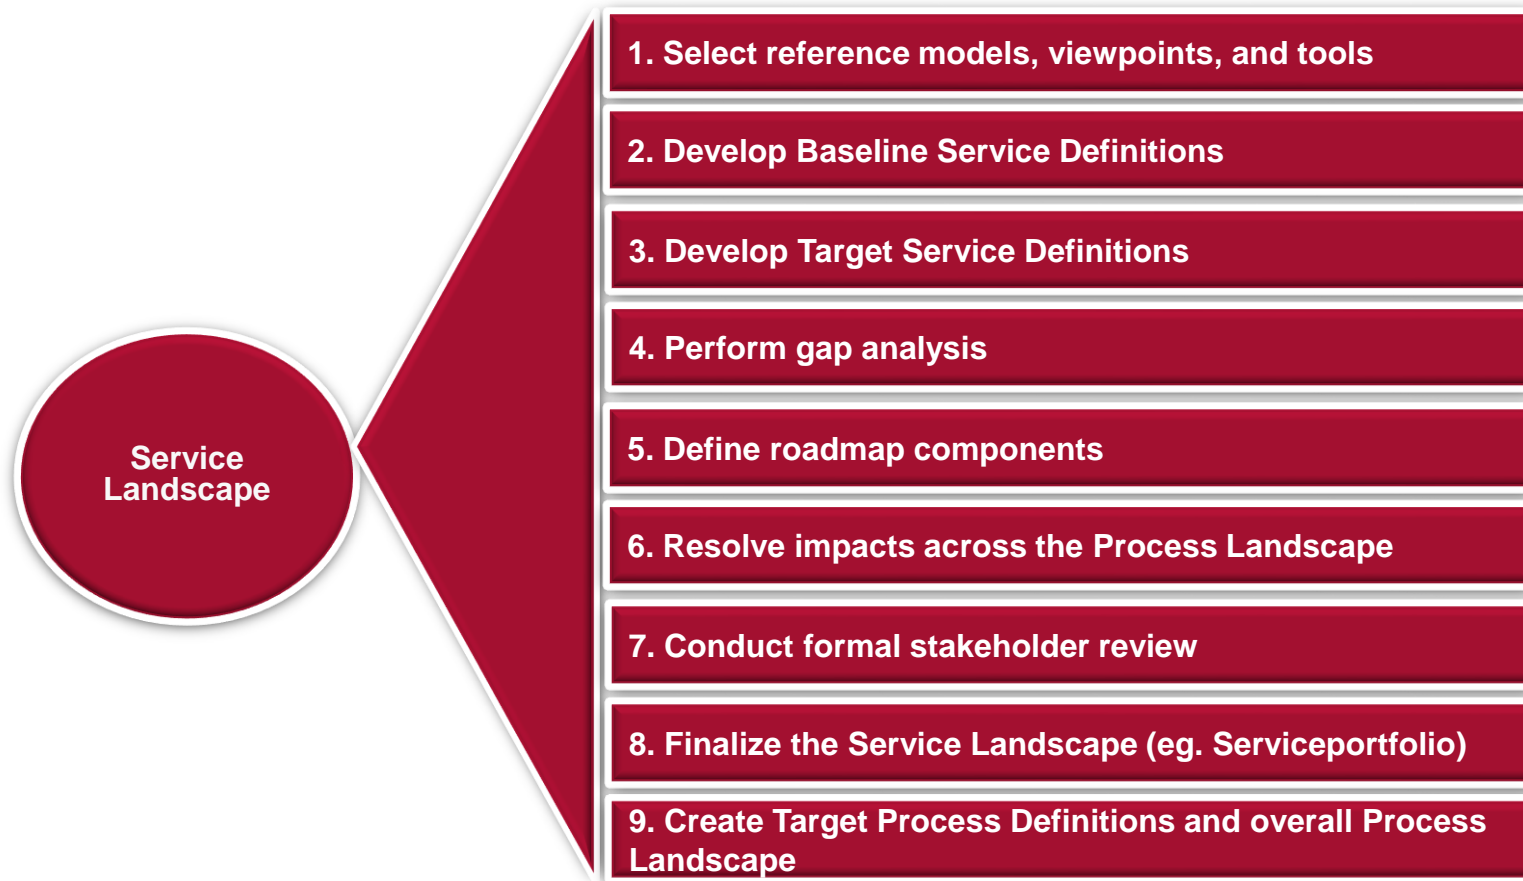 Service
Landscape
1. Select reference models, viewpoints, and tools
2. Develop Baseline Service Definitions
3. Develop Target Service Definitions
4. Perform gap analysis
5. Define roadmap components
6. Resolve impacts across the Process Landscape
7. Conduct formal stakeholder review
8. Finalize the Service Landscape (eg. Serviceportfolio)
9. Create Target Process Definitions and overall Process
Landscape